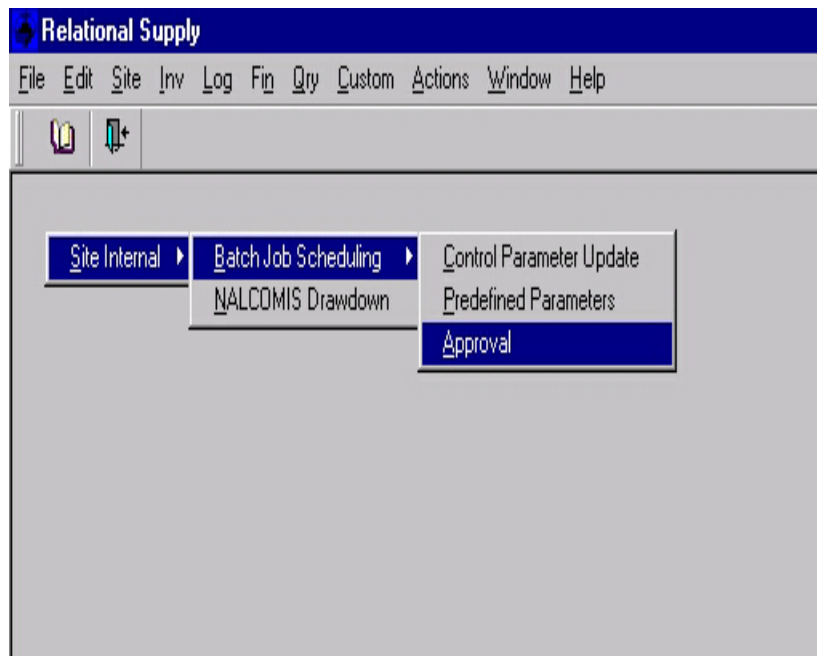 Relational Supply
File Edit Site Inv Log Fin Qry Custom Actions Window Help
Site Internal Batch Job Scheduling Control Parameter Update
NALCOMIS Drawdown Predefined Parameters
Approval